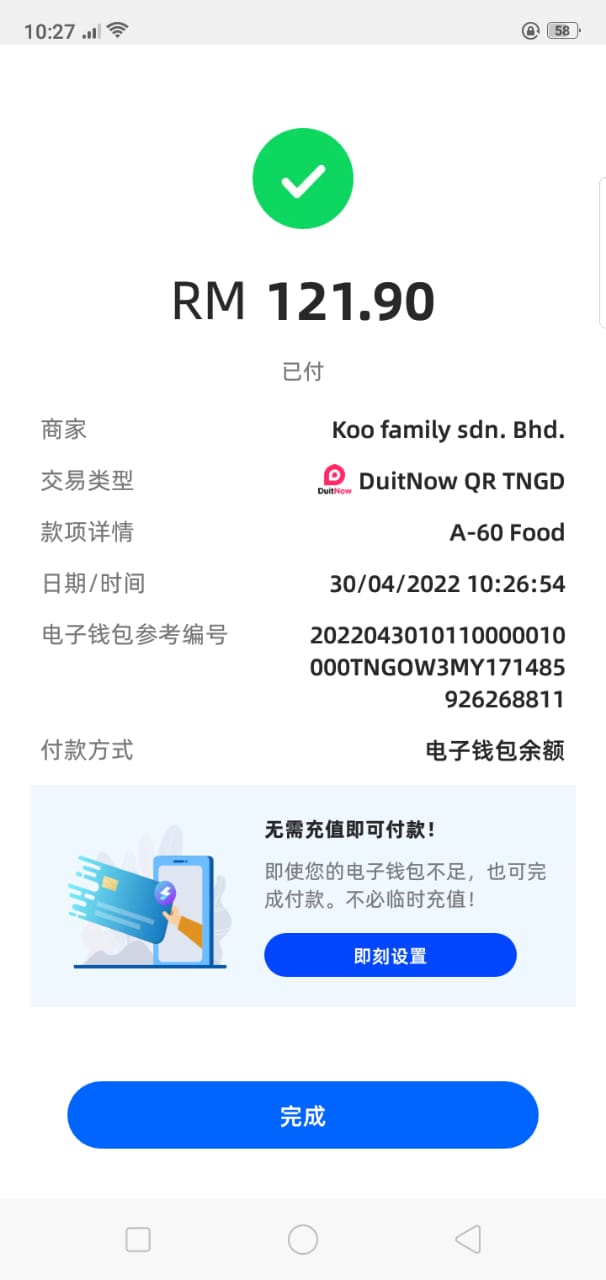 10:27
58
RM 121.90
已付
商家 Koo family sdn. Bhd.
交易类型 DuitNow DuitNow QR TNGD
款项详情 A-60 Food
日期/时间 30/04/2022 10:26:54
电子钱包参考编号 2022043010110000010
000TNGOW3MY171485
926268811
付款方式 电子钱包余额
无需充值即可付款!
即使您的电子钱包不足，也可完
成付款。不必临时充值!
即刻设置
完成